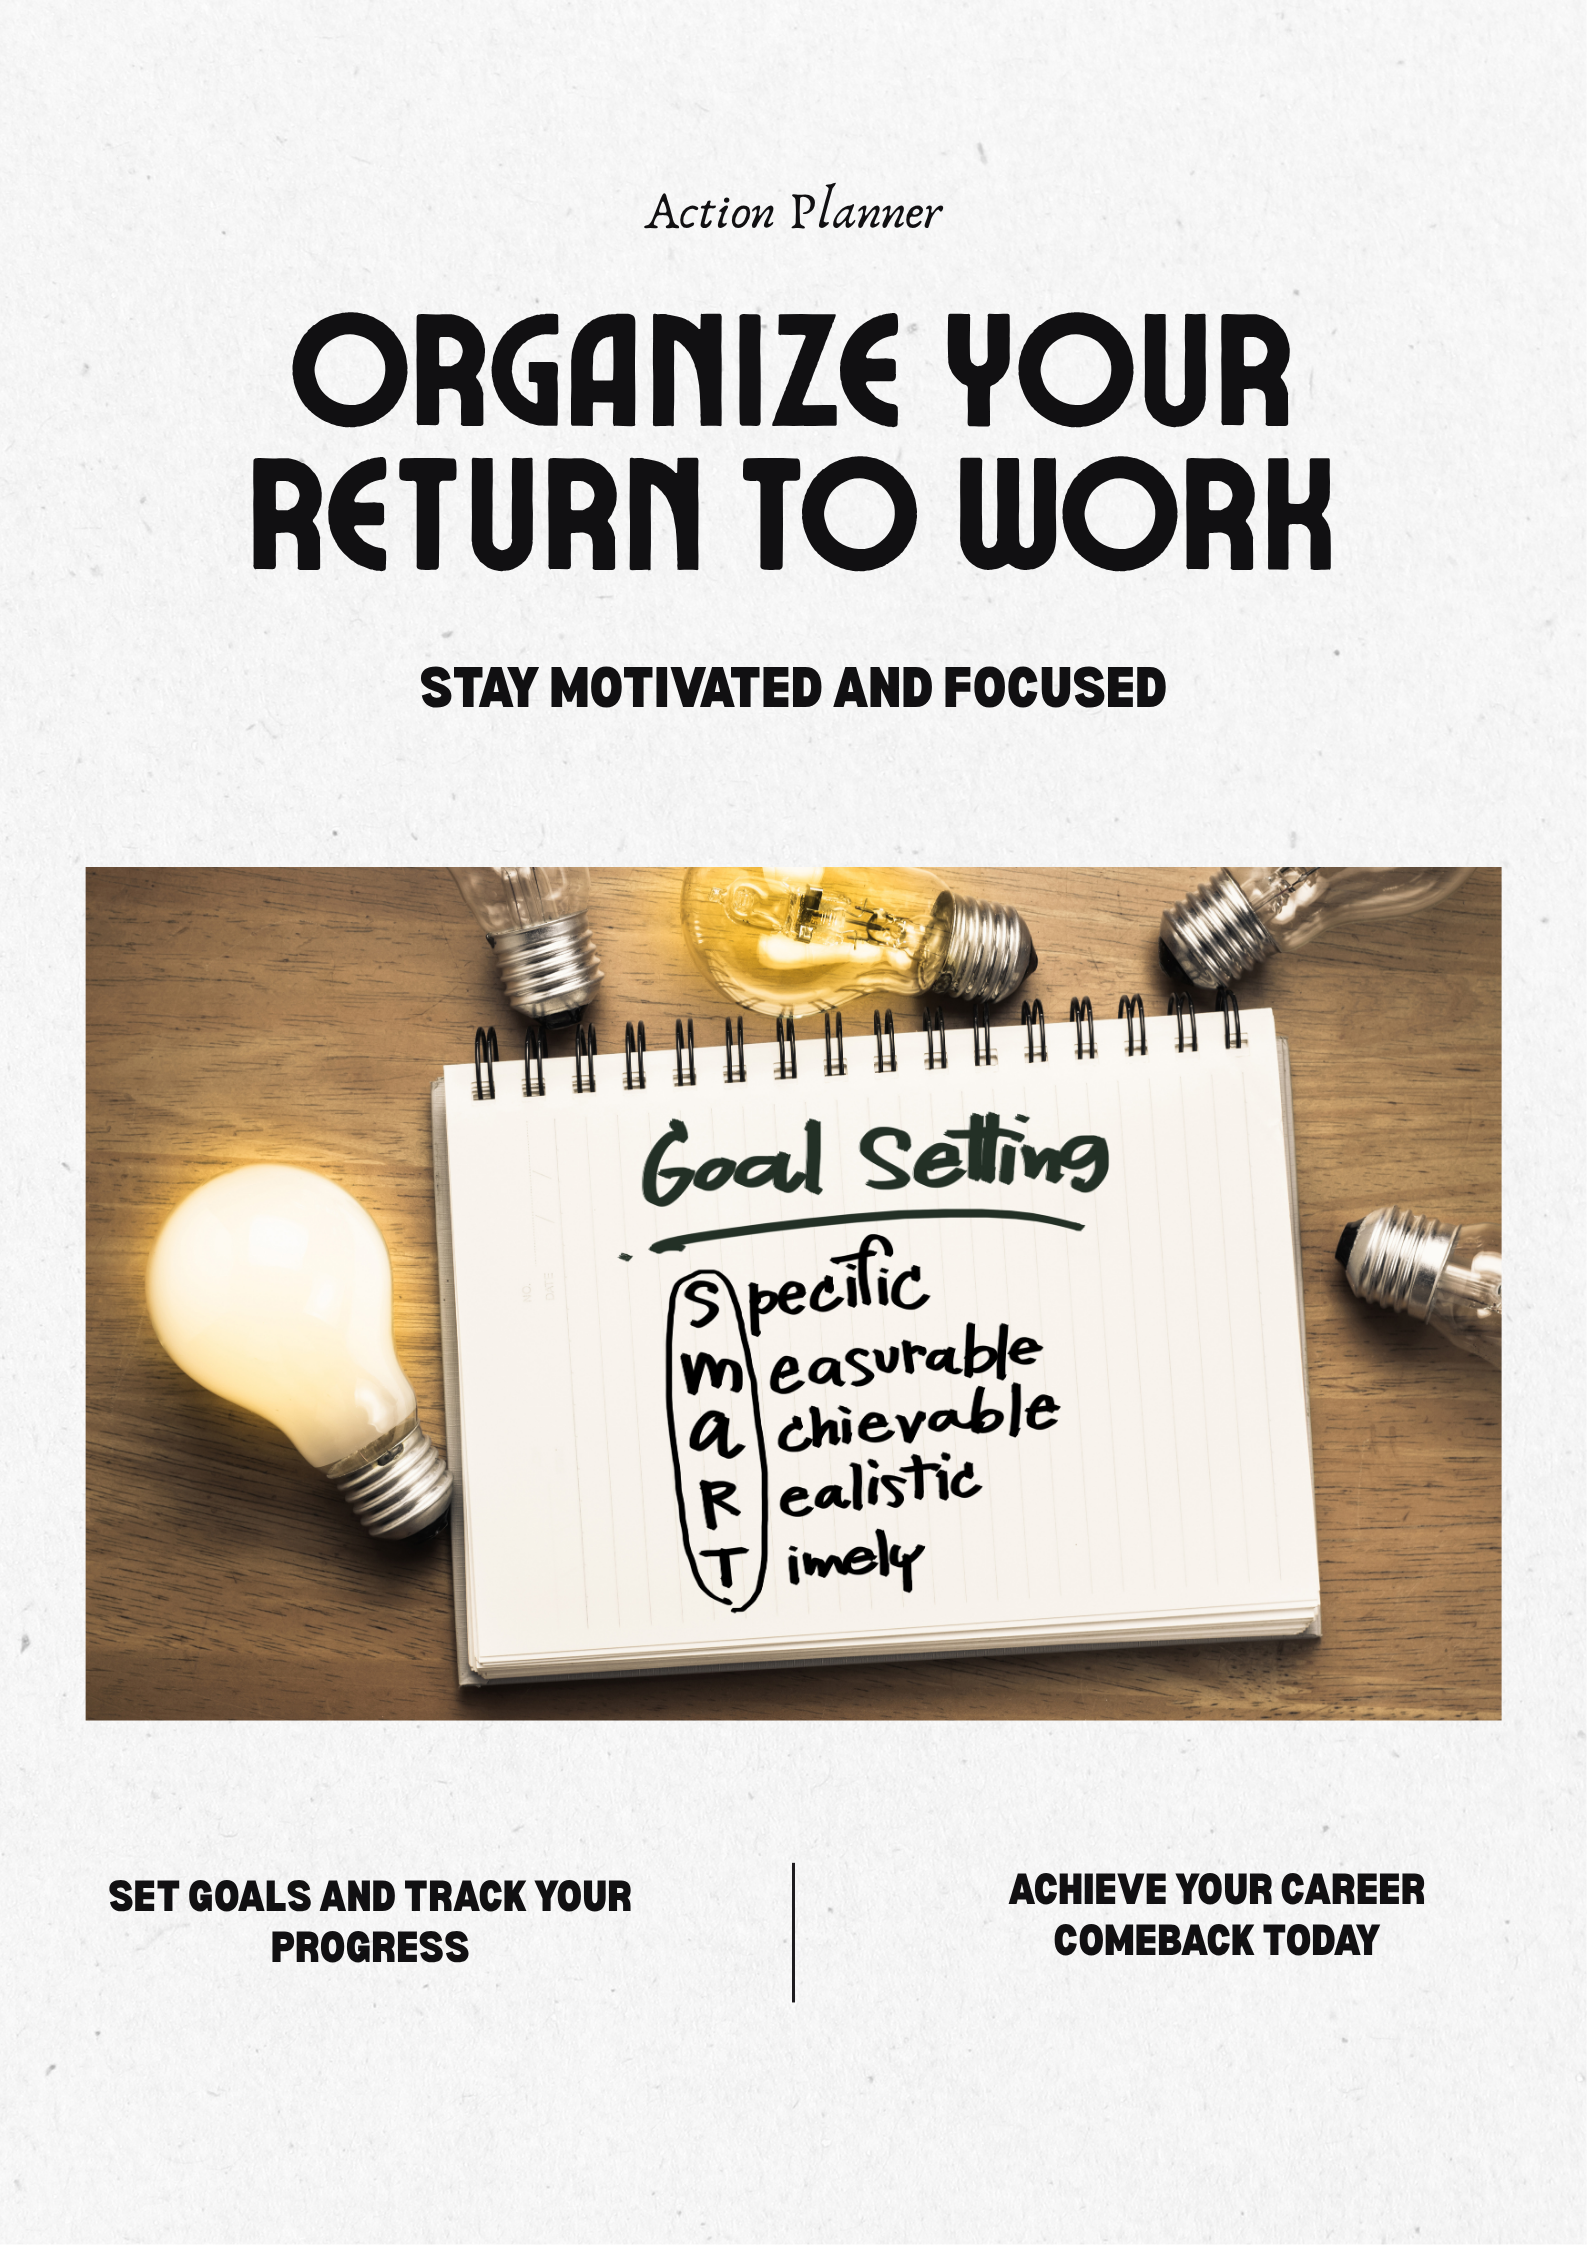 Action Planner
ORGANIZE YOUR
RETURN TO WORK
STAY MOTIVATED AND FOCUSED
Goal Setting
Specific
measurable
achievable
Realistic
Timely
SET GOALS AND TRACK YOUR
PROGRESS
ACHIEVE YOUR CAREER
COMEBACK TODAY